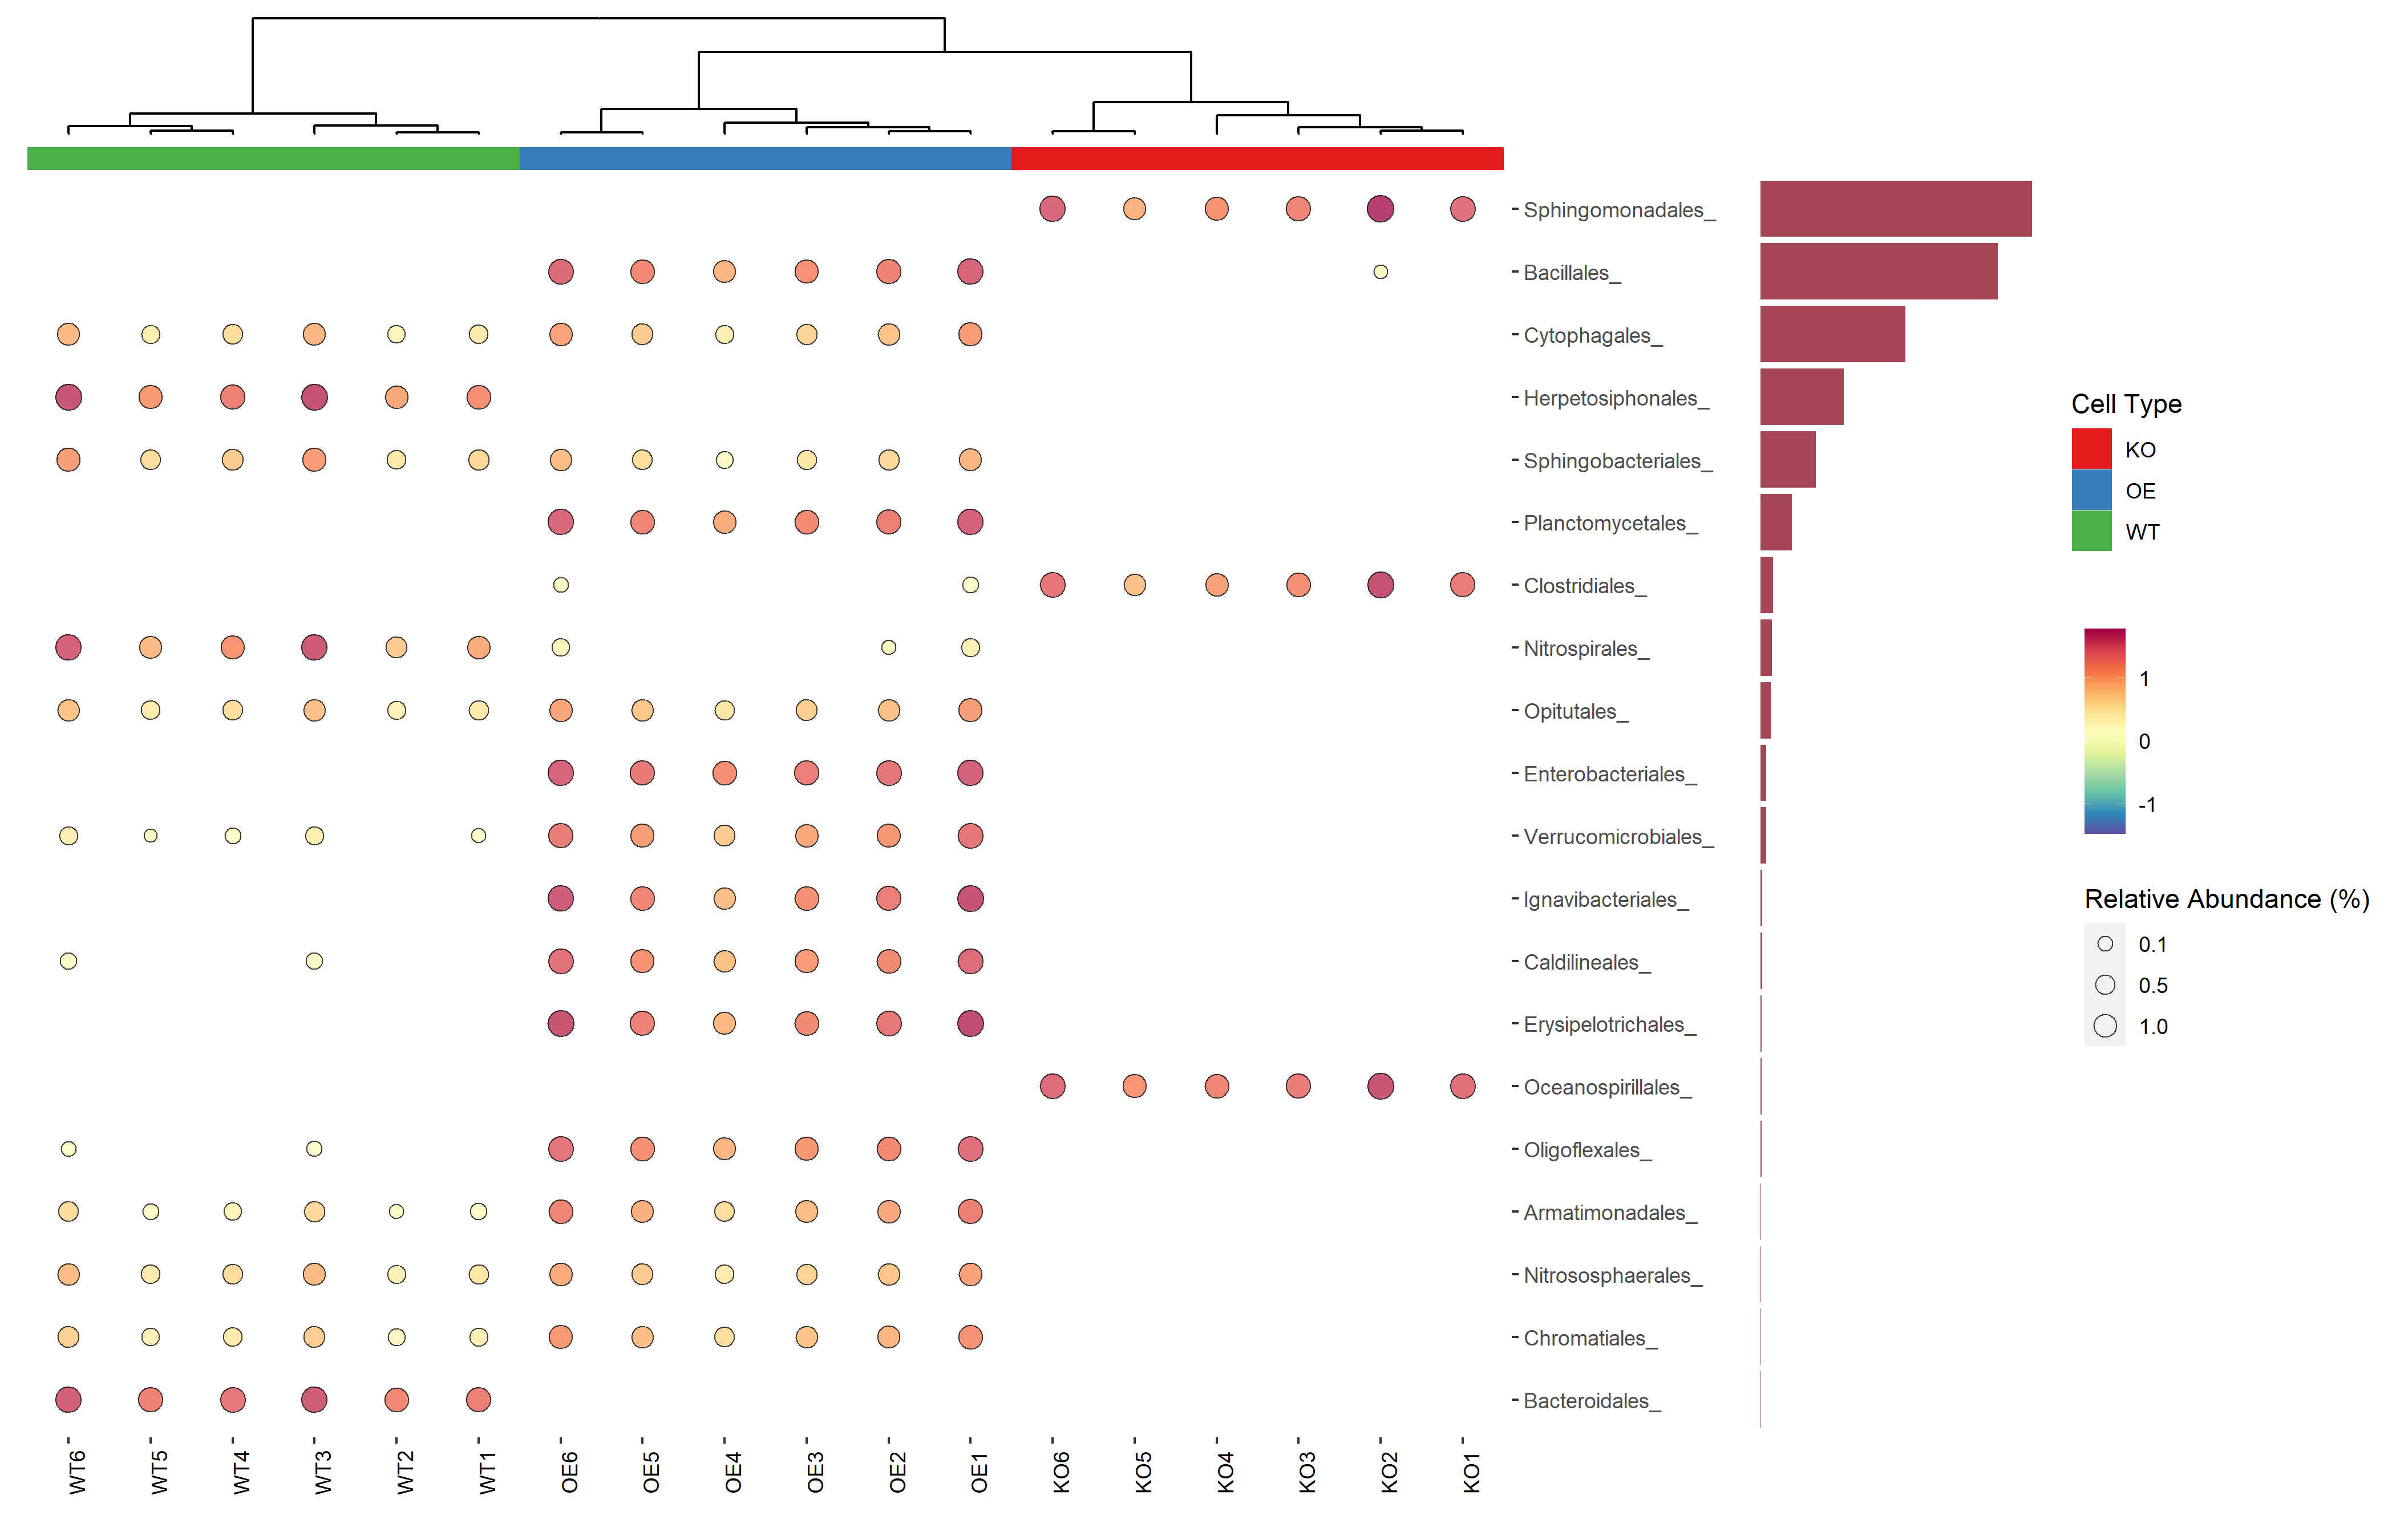 Sphingomonadales_
Bacillales_
Cytophagales_
Herpetosiphonales_
Sphingobacteriales_
Planctomycetales_
Clostridiales_
Nitrospirales_
Opitutales_
Enterobacteriales_
Verrucomicrobiales_
Ignavibacteriales_
Caldilineales_
Erysipelotrichales_
Oceanospirillales_
Oligoflexales_
Armatimonadales_
Nitrososphaerales_
Chromatiales_
Bacteroidales_
WT6
WT5
WT4
WT3
WT2
WT1
OE6
OE5
OE4
OE3
OE2
OE1
KO6
KO5
KO4
KO3
KO2
KO1
Cell Type
KO
OE
WT
1
0
-1
Relative Abundance (%)
0.1
0.5
1.0